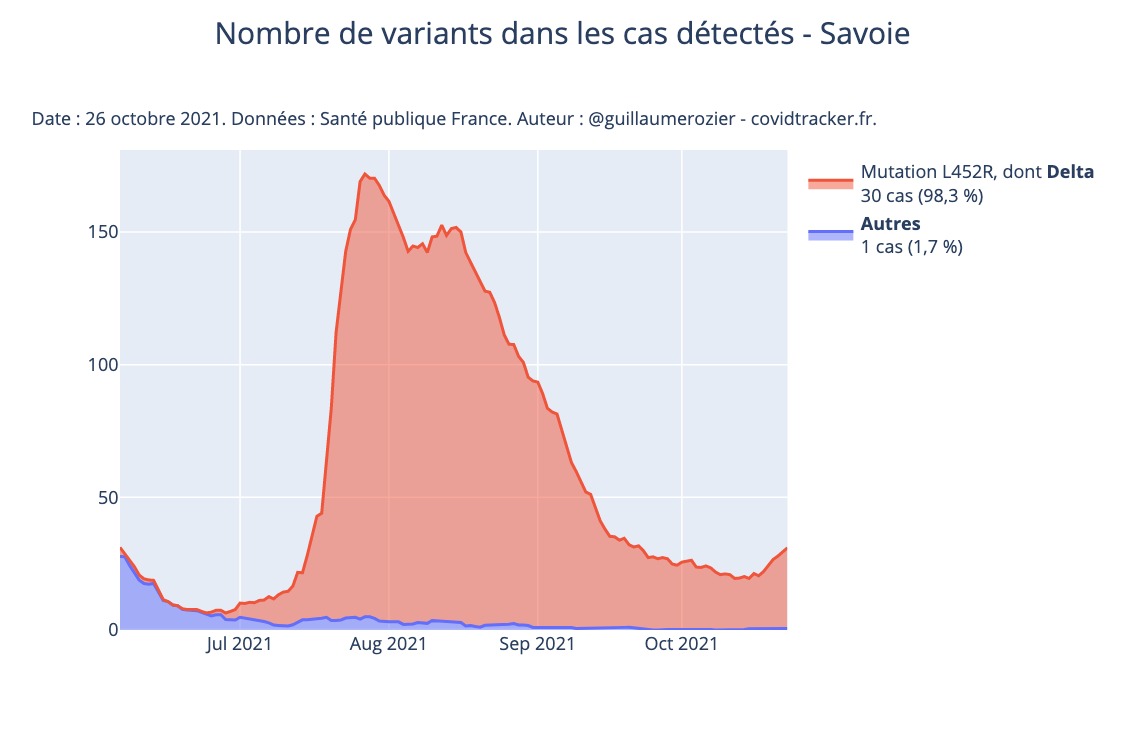 Nombre de variants dans les cas détectés - Savoie
Date : 26 octobre 2021. Données : Santé publique France. Auteur : @guillaumerozier - covidtracker.fr.
Mutation L452R, dont Delta
30 cas (98,3 %)
Autres
1 cas (1,7 %)
150
100
50
0
Jul 2021
Aug 2021
Sep 2021
Oct 2021